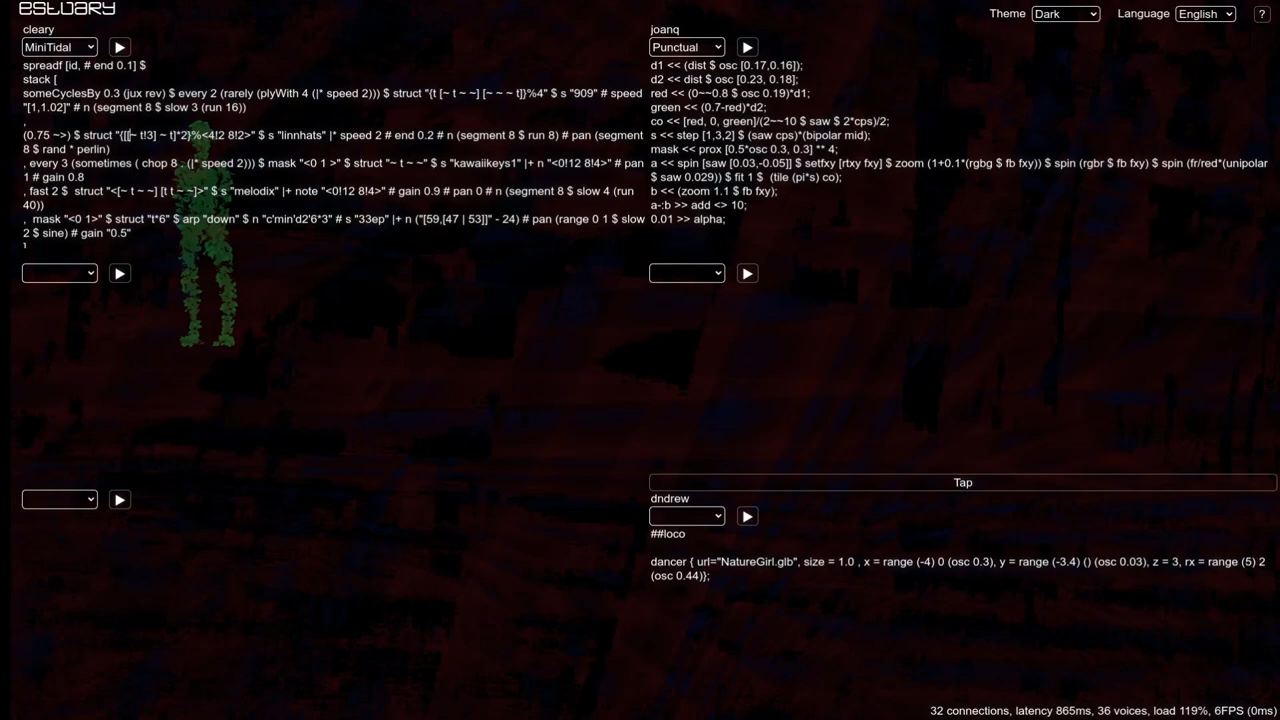 estuary
Theme Dark Language English ?
cleary
MiniTidal
spreadf [id, # end 0.1] $
stack [
someCyclesBy 0.3 (jux rev) $ every 2 (rarely (plyWith 4 (|* speed 2))) $ struct "{t [~ t ~ ~] [~ ~ ~ t]}%4" $ s "909" # speed
"[1,1.02]" # n (segment 8 $ slow 3 (run 16))
,
(0.75 ~>) $ struct "{[[~ t!3] ~ t]*2}%<4!2 8!2>" $ s "linnhats" |* speed 2 # end 0.2 # n (segment 8 $ run 8) # pan (segment
8 $ rand * perlin)
, every 3 (sometimes ( chop 8 . (|* speed 2))) $ mask "<0 1 >" $ struct "~ t ~ ~" $ s "kawaiikeys1" |+ n "<0!12 8!4>" # pan
1 # gain 0.8
, fast 2 $  struct "<[~ t ~ ~] [t t ~ ~]>" $ s "melodix" |+ note "<0!12 8!4>" # gain 0.9 # pan 0 # n (segment 8 $ slow 4 (run
40))
,  mask "<0 1>" $ struct "t*6" $ arp "down" $ n "c'min'd2'6*3" # s "33ep" |+ n ("[59,[47 | 53]]" - 24) # pan (range 0 1 $ slow
2 $ sine) # gain "0.5"
]
joanq
Punctual
d1 << (dist $ osc [0.17,0.16]);
d2 << dist $ osc [0.23, 0.18];
red << (0~~0.8 $ osc 0.19)*d1;
green << (0.7-red)*d2;
co << [red, 0, green]/(2~~10 $ saw $ 2*cps)/2;
s << step [1,3,2] $ (saw cps)*(bipolar mid);
mask << prox [0.5*osc 0.3, 0.3] ** 4;
a << spin [saw [0.03,-0.05]] $ setfxy [rtxy fxy] $ zoom (1+0.1*(rgbg $ fb fxy)) $ spin (rgbr $ fb fxy) $ spin (fr/red*(unipolar
$ saw 0.029)) $ fit 1 $  (tile (pi*s) co);
b << (zoom 1.1 $ fb fxy);
a-:b >> add <> 10;
0.01 >> alpha;
Tap
dndrew
##loco
dancer { url="NatureGirl.glb", size = 1.0 , x = range (-4) 0 (osc 0.3), y = range (-3.4) () (osc 0.03), z = 3, rx = range (5) 2
(osc 0.44)};
32 connections, latency 865ms, 36 voices, load 119%, 6FPS (0ms)